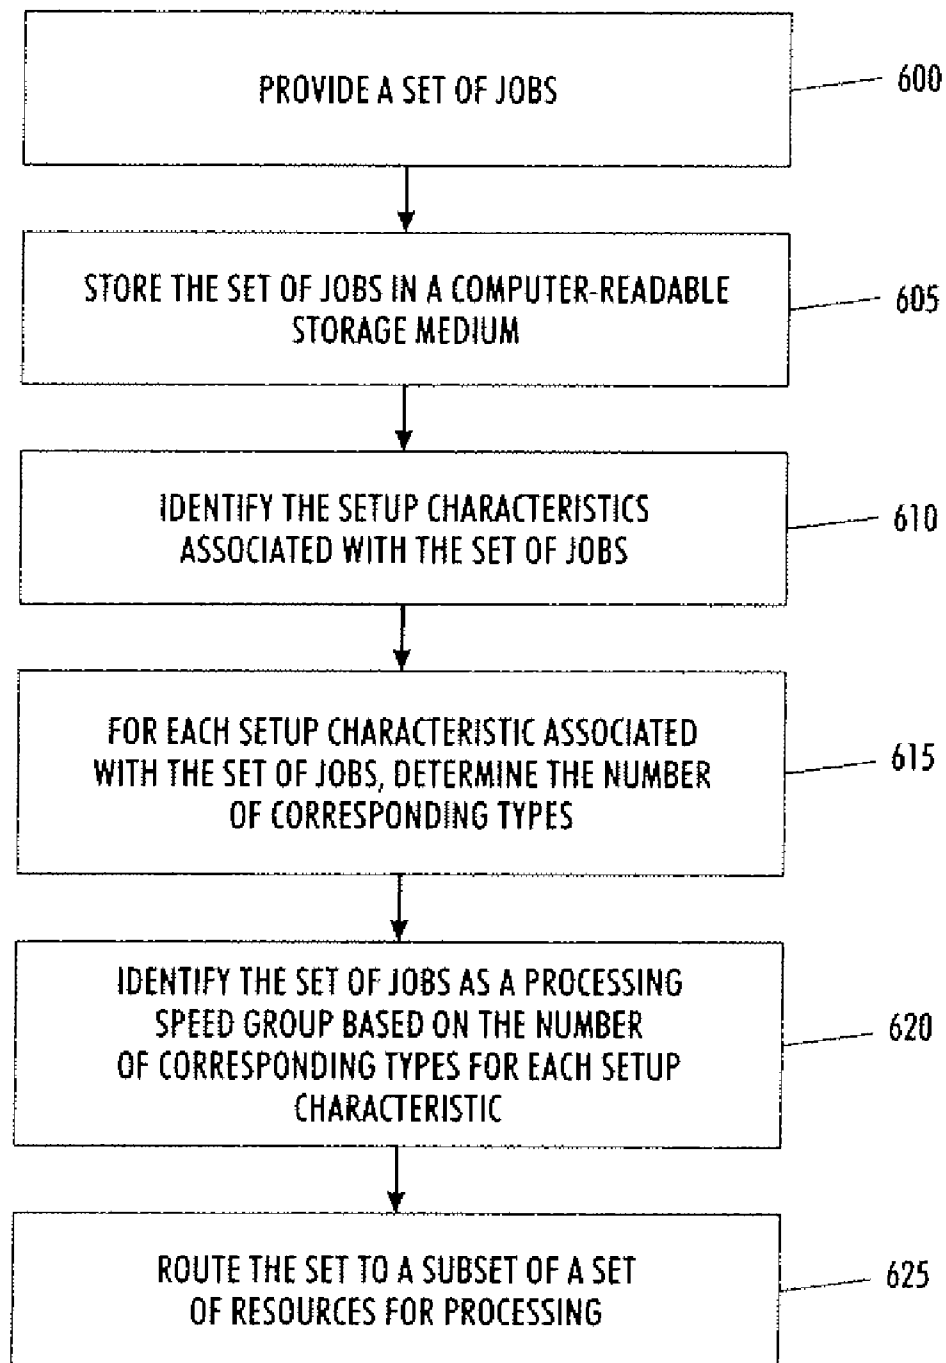 PROVIDE A SET OF JOBS
600
STORE THE SET OF JOBS IN A COMPUTER-READABLE
STORAGE MEDIUM
605
IDENTIFY THE SETUP CHARACTERISTICS
ASSOCIATED WITH THE SET OF JOBS
610
FOR EACH SETUP CHARACTERISTIC ASSOCIATED
WITH THE SET OF JOBS, DETERMINE THE NUMBER
OF CORRESPONDING TYPES
615
IDENTIFY THE SET OF JOBS AS A PROCESSING
SPEED GROUP BASED ON THE NUMBER
OF CORRESPONDING TYPES FOR EACH SETUP
CHARACTERISTIC
620
ROUTE THE SET TO A SUBSET OF A SET
OF RESOURCES FOR PROCESSING
625